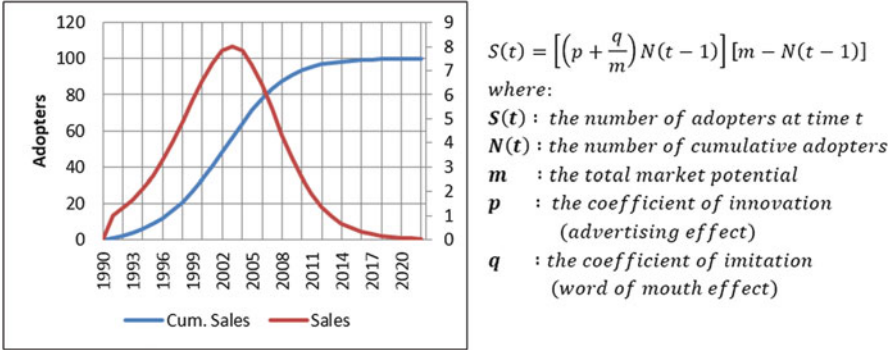 120
100
80
60
40
20
0
Adopters
9
8
7
6
5
4
3
2
1
0
1990 1993 1996 1999 2002 2005 2008 2011 2014 2017 2020
Cum. Sales Sales
S(t) = [(p + q/m) N(t − 1)] [m − N(t − 1)]
where:
S(t) : the number of adopters at time t
N(t) : the number of cumulative adopters
m : the total market potential
p : the coefficient of innovation
(advertising effect)
q : the coefficient of imitation
(word of mouth effect)